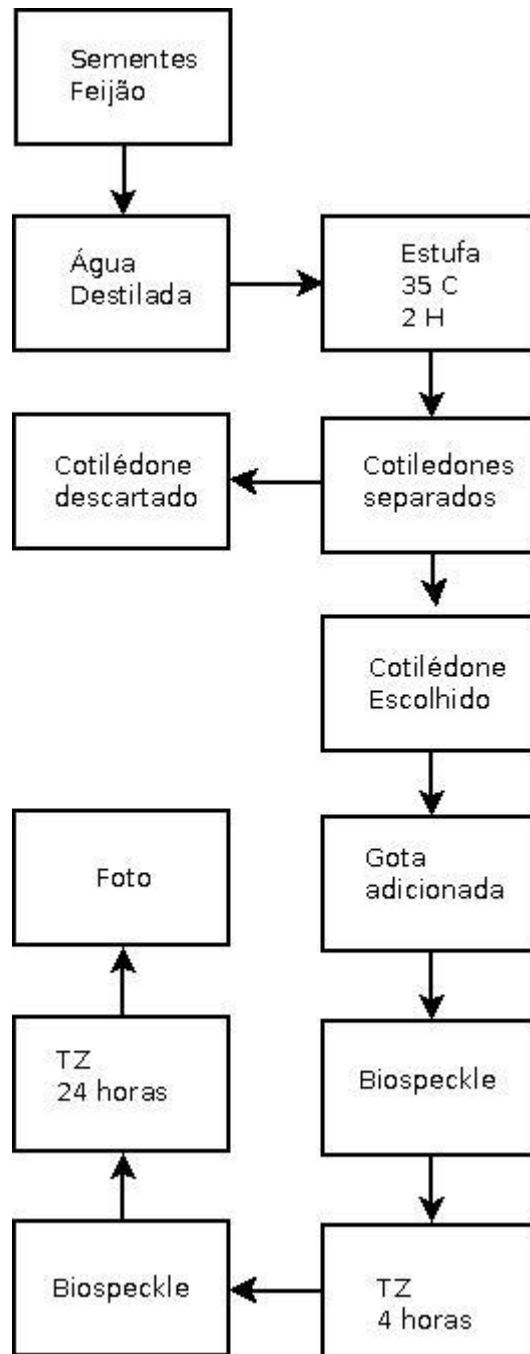 Sementes
Feijão
Água
Destilada
Estufa
35 C
2 H
Cotiledones
separados
Cotilédone
descartado
Cotilédone
Escolhido
Gota
adicionada
Biospeckle
TZ
4 horas
Biospeckle
TZ
24 horas
Foto